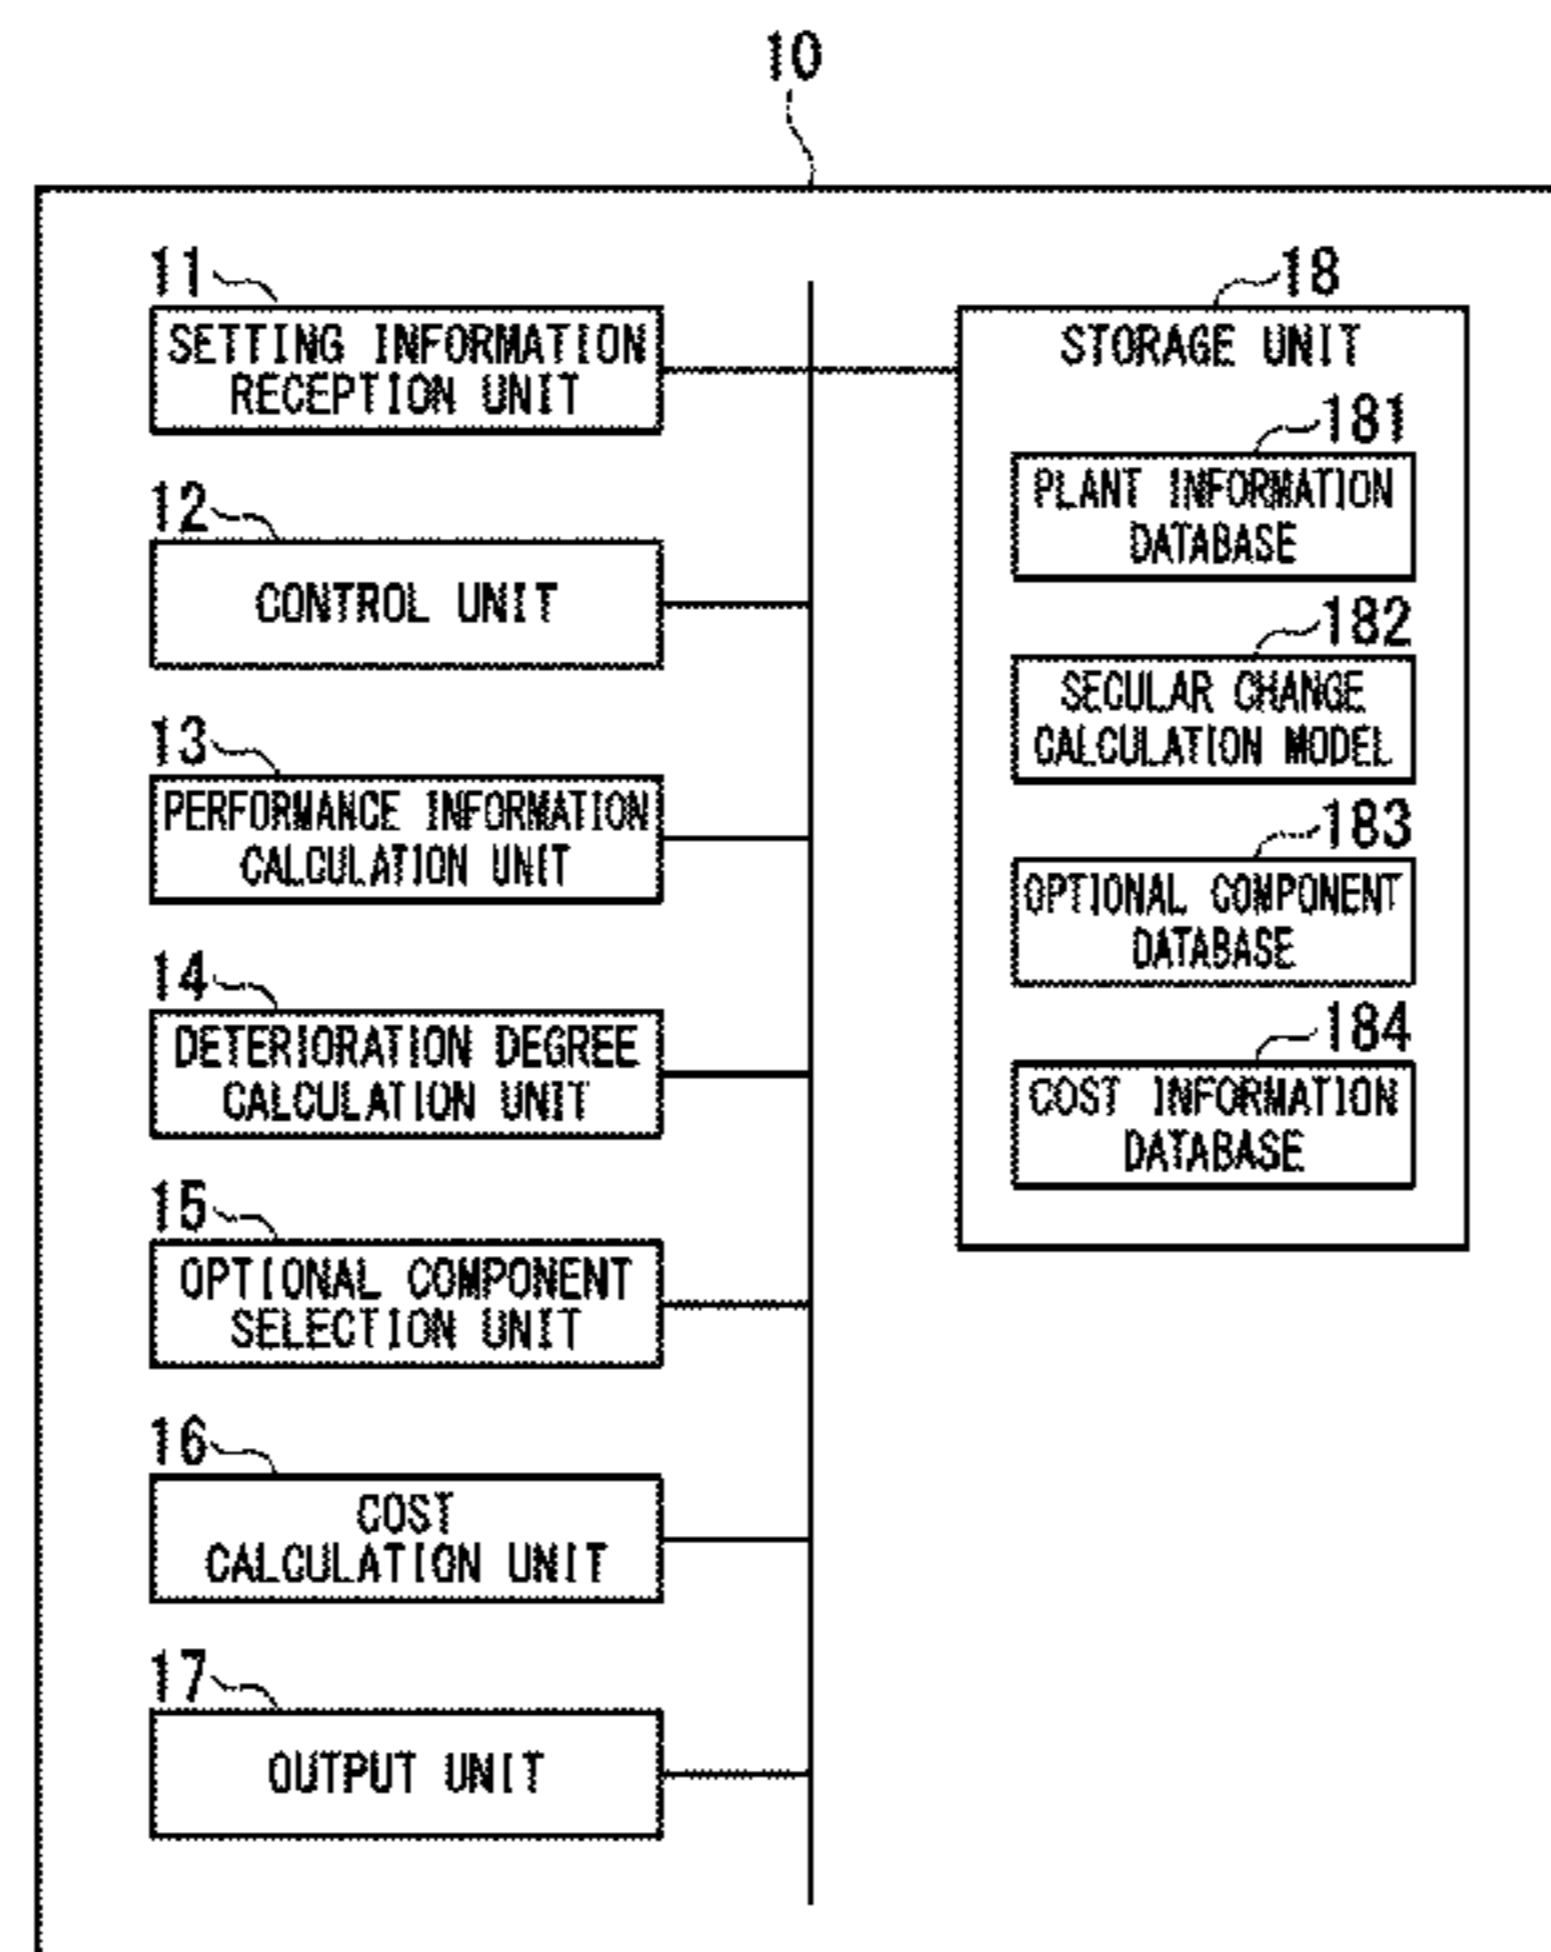 10
11
SETTING INFORMATION
RECEPTION UNIT
12
CONTROL UNIT
13
PERFORMANCE INFORMATION
CALCULATION UNIT
14
DETERIORATION DEGREE
CALCULATION UNIT
15
OPTIONAL COMPONENT
SELECTION UNIT
16
COST
CALCULATION UNIT
17
OUTPUT UNIT
18
STORAGE UNIT
181
PLANT INFORMATION
DATABASE
182
SECULAR CHANGE
CALCULATION MODEL
183
OPTIONAL COMPONENT
DATABASE
184
COST INFORMATION
DATABASE